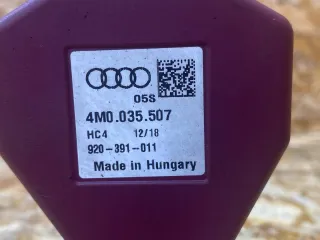 05S
4M0.035.507
HC4 12/18
920-391-011
Made in Hungary